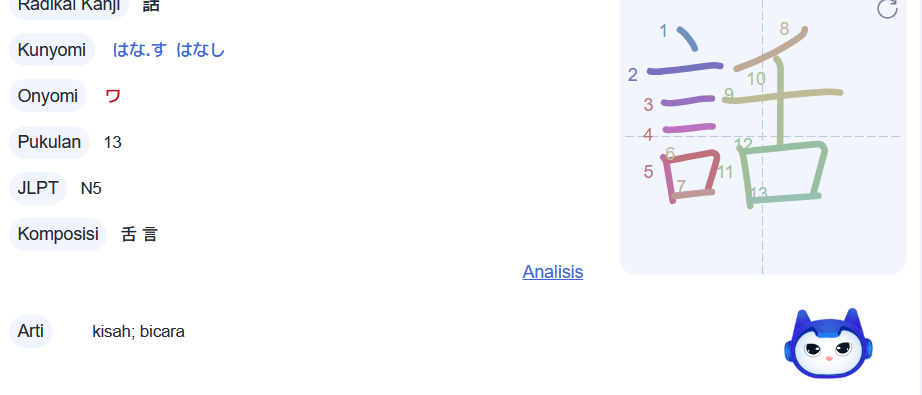 Radikal Kanji 話
Kunyomi はな.す はなし
Onyomi ワ
Pukulan 13
JLPT N5
Komposisi 舌 言
Analisis
Arti kisah; bicara
1
8
2
10
9
3
4
12
6
5
11
7
13